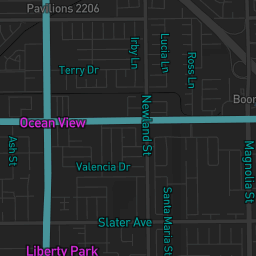 Pavilions 2206
Irby Ln
Lucia Ln
Ross Ln
Terry Dr
Newland St
Boon
Ocean View
Ash St
Magnolia St
Valencia Dr
Santa Maria St
Slater Ave
Liberty Park